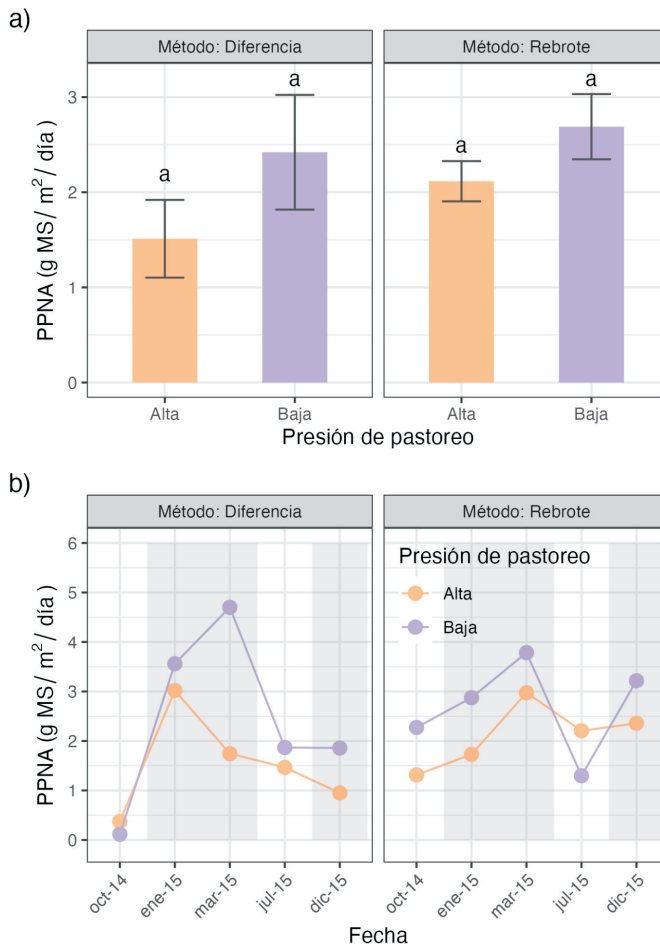 a)
Método: Diferencia
Método: Rebrote
PPNA (g MS/ m²/ día)
3
2
1
0
a
a
a
a
Alta
Baja
Alta
Baja
Presión de pastoreo
b)
Método: Diferencia
Método: Rebrote
PPNA (g MS/ m²/ día)
6
5
4
3
2
1
0
Presión de pastoreo
Alta
Baja
oct-14
ene-15
mar-15
jul-15
dic-15
oct-14
ene-15
mar-15
jul-15
dic-15
Fecha